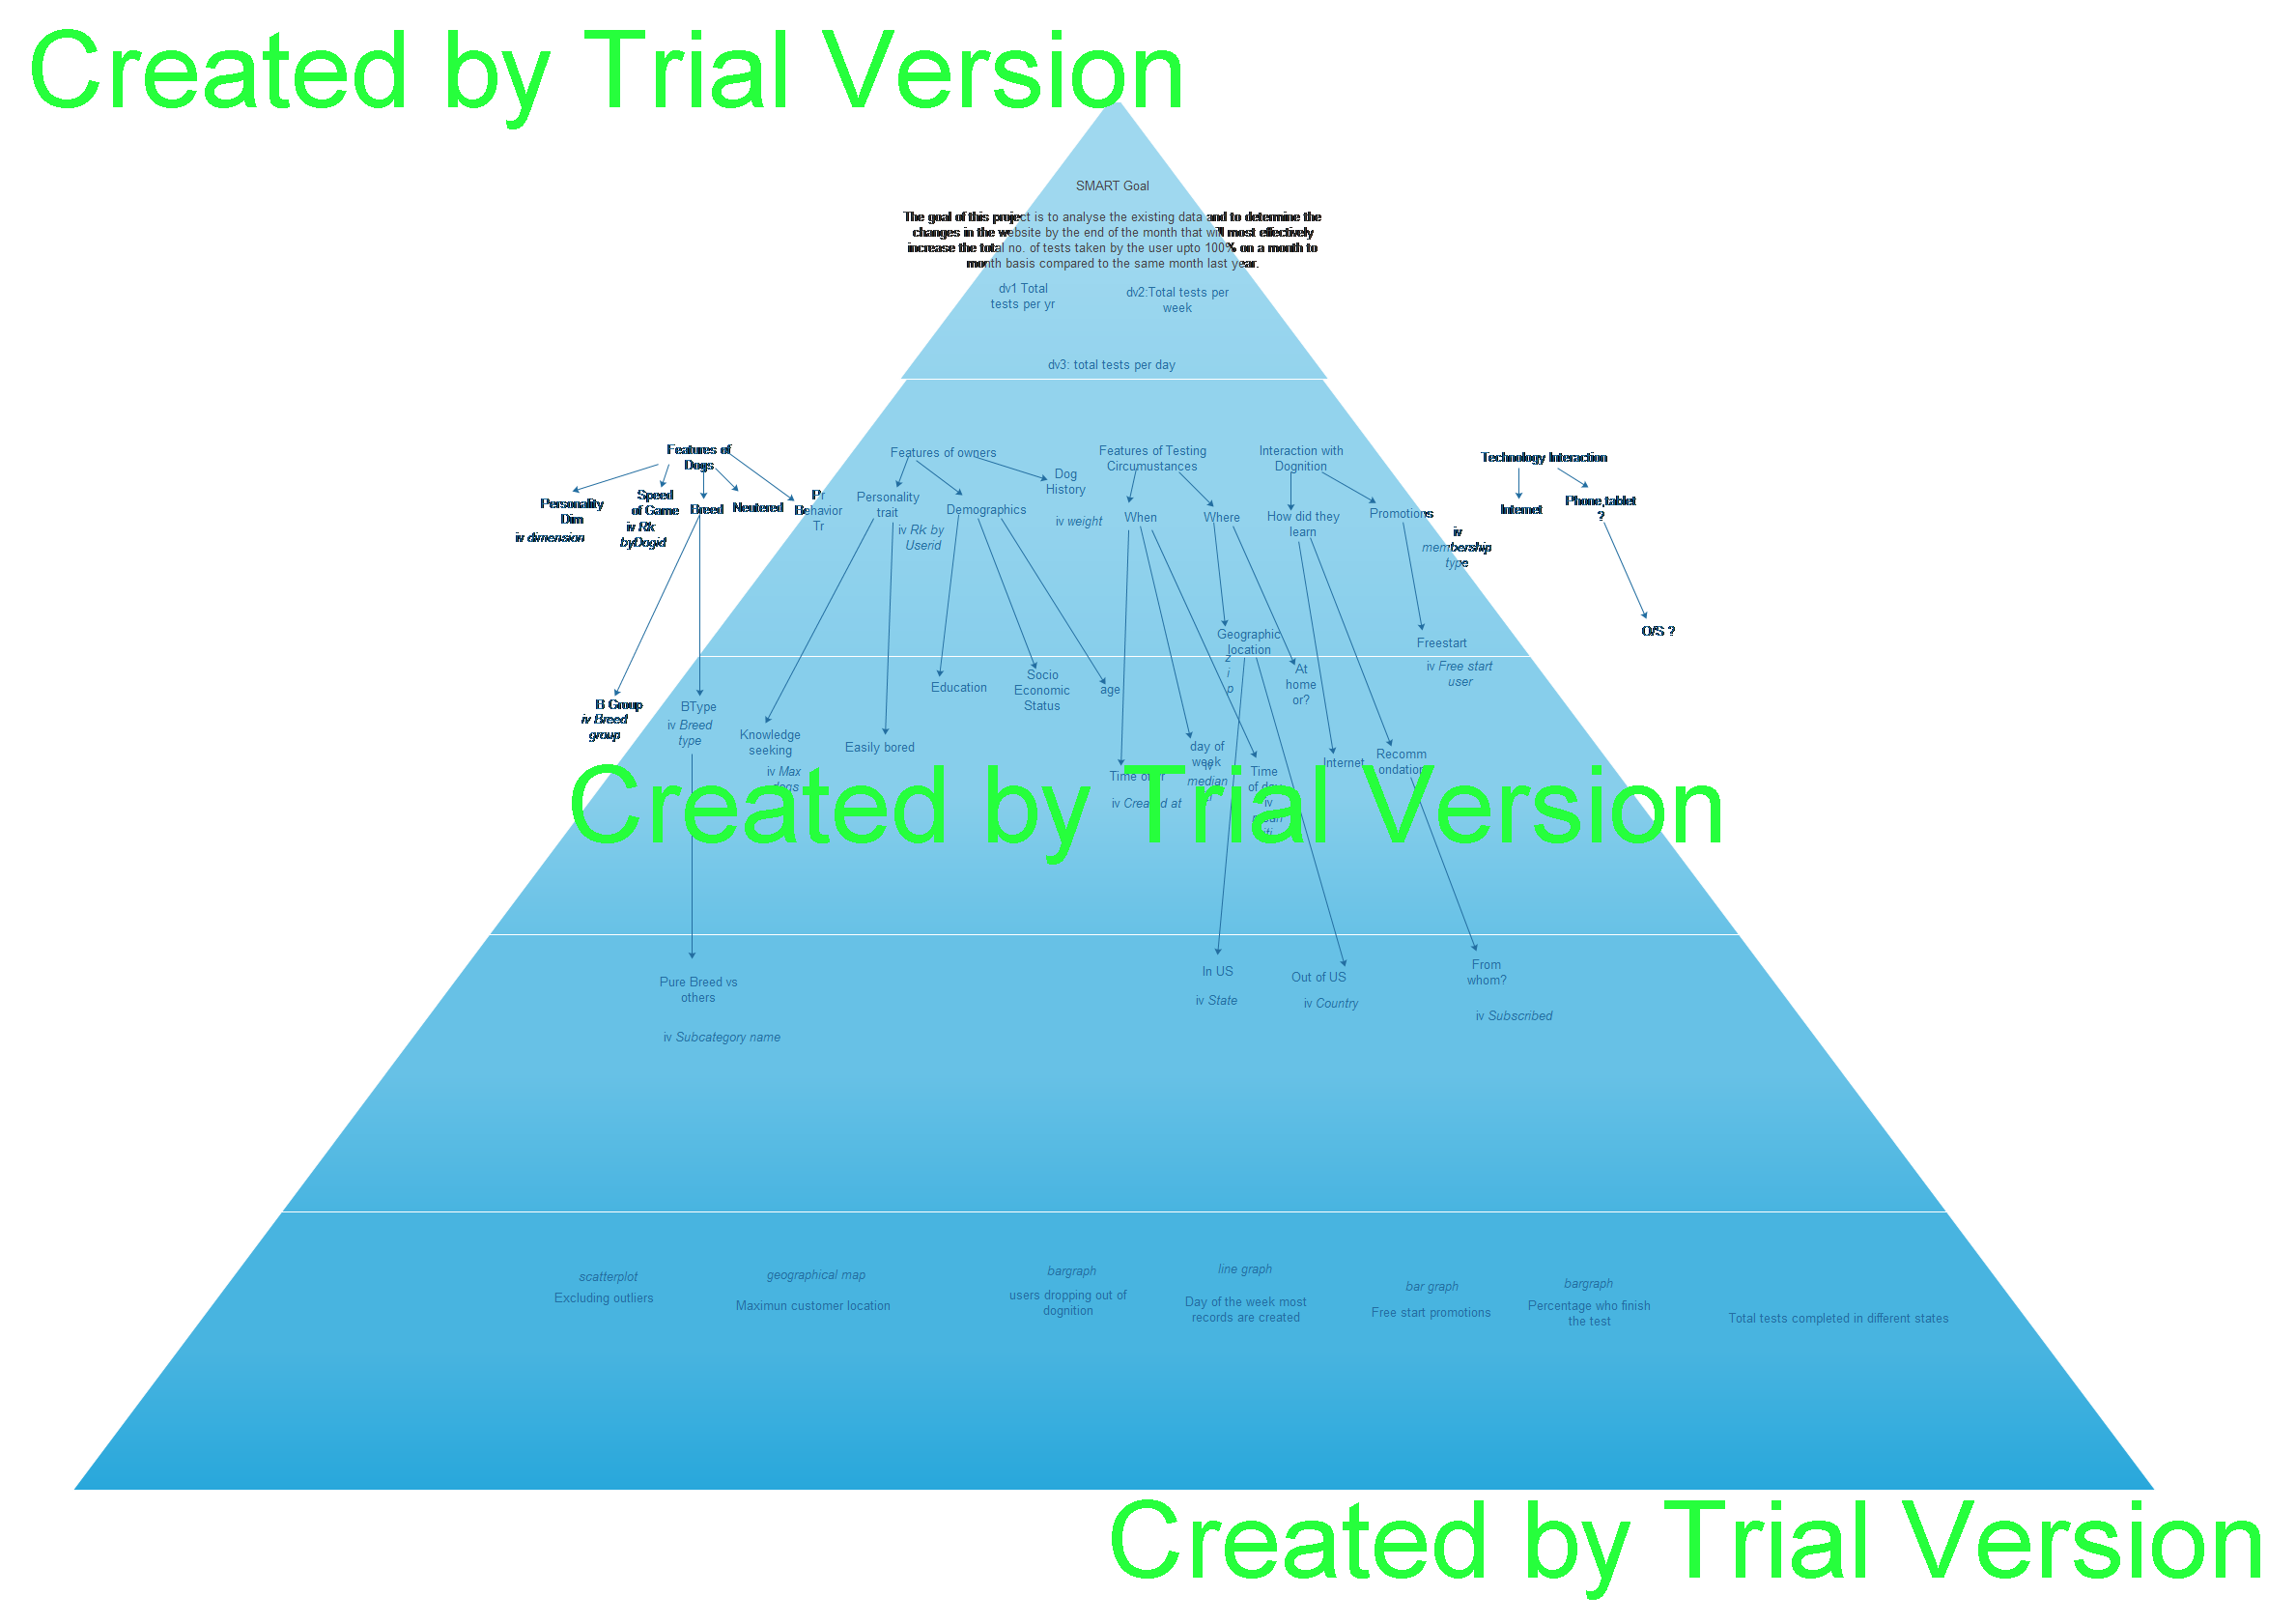 Created by Trial Version
SMART Goal
The goal of this project is to analyse the existing data and to determine the
changes in the website by the end of the month that will most effectively
increase the total no. of tests taken by the user upto 100% on a month to
month basis compared to the same month last year.
dv1 Total
tests per yr
dv2:Total tests per
week
dv3: total tests per day
Features of
Dogs
Features of owners
Features of Testing
Circumustances
Interaction with
Dognition
Technology Interaction
Personality
Dim
iv dimension
Speed
of Game
iv Rk
byDogid
Breed
Neutered
Pr
Behavior
Tr
Personality
trait
iv Rk by
Userid
Demographics
Dog
History
iv weight
When
Where
How did they
learn
Promotions
iv
membership
type
Internet
Phone,tablet
?
O/S ?
Geographic
location
z
i
p
Freestart
iv Free start
user
B Group
iv Breed
group
BType
iv Breed
type
Knowledge
seeking
iv Max
dogs
Easily bored
Education
Socio
Economic
Status
age
Time of yr
iv Created at
day of
week
iv
median
Time
of day
iv
mean
iti
At
home
or?
Internet
Recomm
ondation
Created by Trial Version
Pure Breed vs
others
iv Subcategory name
In US
iv State
Out of US
iv Country
From
whom?
iv Subscribed
scatterplot
Excluding outliers
geographical map
Maximun customer location
bargraph
users dropping out of
dognition
line graph
Day of the week most
records are created
bar graph
Free start promotions
bargraph
Percentage who finish
the test
Total tests completed in different states
Created by Trial Version